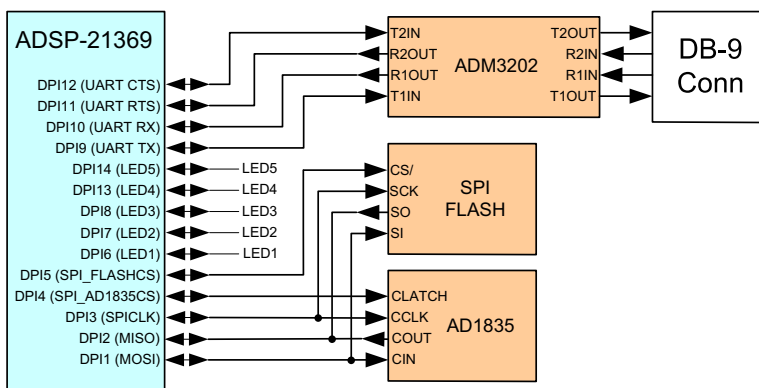 ADSP-21369
DPI12 (UART CTS)
DPI11 (UART RTS)
DPI10 (UART RX)
DPI9 (UART TX)
DPI14 (LED5)
DPI13 (LED4)
DPI8 (LED3)
DPI7 (LED2)
DPI6 (LED1)
DPI5 (SPI_FLASHCS)
DPI4 (SPI_AD1835CS)
DPI3 (SPICLK)
DPI2 (MISO)
DPI1 (MOSI)
LED5
LED4
LED3
LED2
LED1
T2IN
R2OUT
R1OUT
T1IN
ADM3202
T2OUT
R2IN
R1IN
T1OUT
DB-9
Conn
CS/
SCK
SO
SI
SPI
FLASH
CLATCH
CCLK
COUT
CIN
AD1835